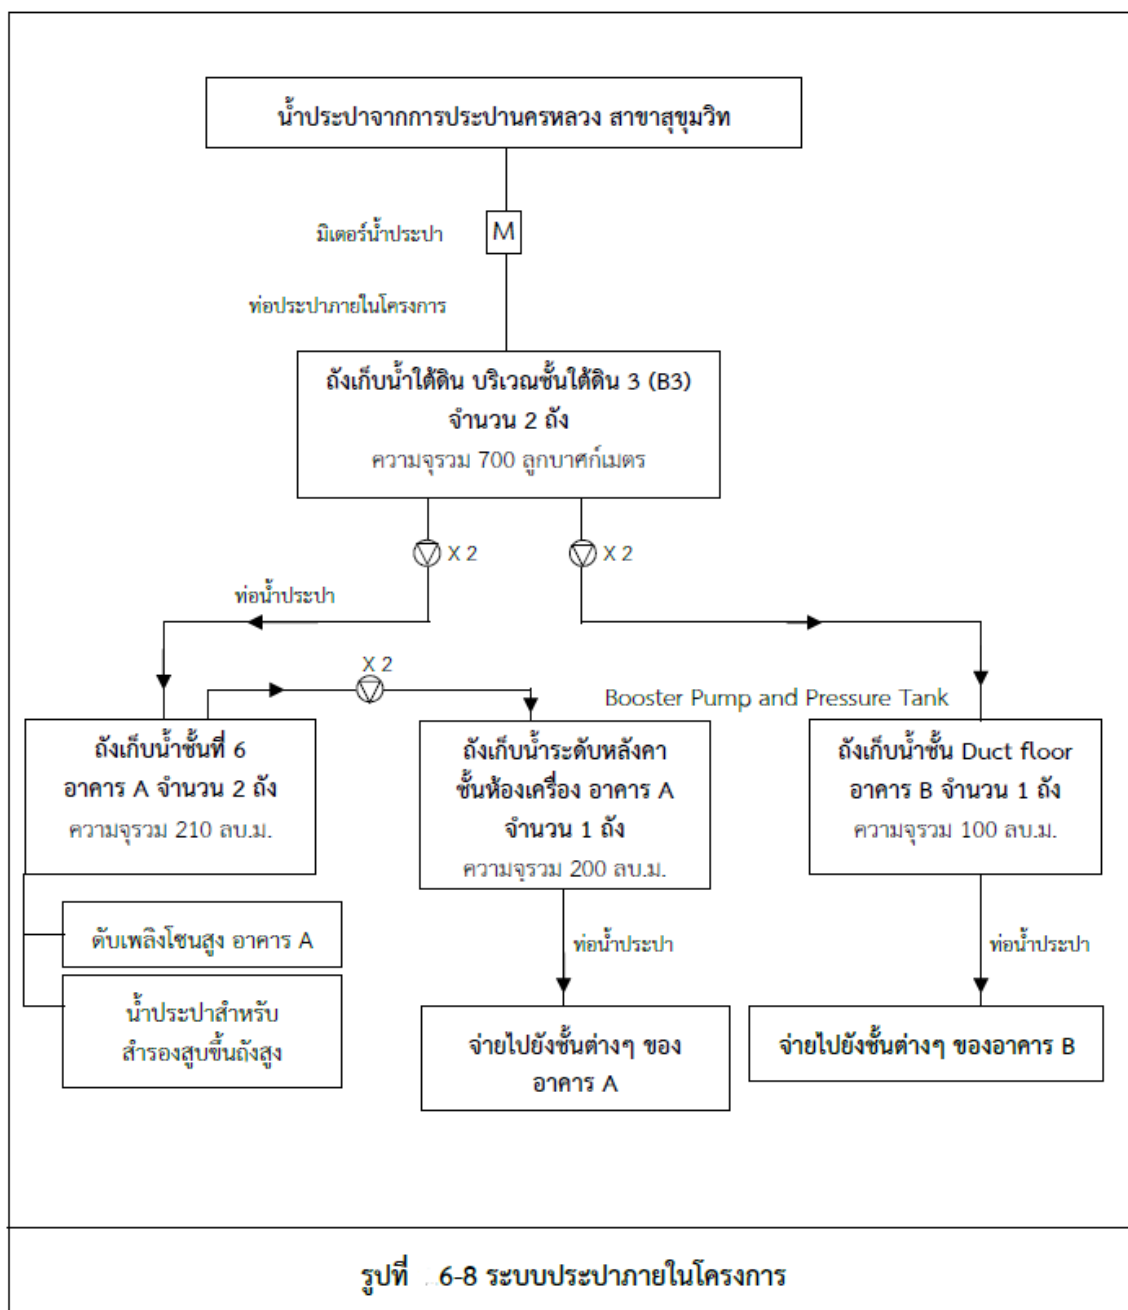 น้ำประปาจากการประปานครหลวง สาขาสุขุมวิท
มิเตอร์น้ำประปา
M
ท่อประปาภายในโครงการ
ถังเก็บน้ำใต้ดิน บริเวณชั้นใต้ดิน 3 (B3)
จำนวน 2 ถัง
ความจุรวม 700 ลูกบาศก์เมตร
X 2
X 2
ท่อน้ำประปา
X 2
Booster Pump and Pressure Tank
ถังเก็บน้ำชั้นที่ 6
อาคาร A จำนวน 2 ถัง
ความจุรวม 210 ลบ.ม.
ถังเก็บน้ำระดับหลังคา
ชั้นห้องเครื่อง อาคาร A
จำนวน 1 ถัง
ความจุรวม 200 ลบ.ม.
ถังเก็บน้ำชั้น Duct floor
อาคาร B จำนวน 1 ถัง
ความจุรวม 100 ลบ.ม.
ดับเพลิงโซนสูง อาคาร A
น้ำประปาสำหรับ
สำรองสูบขึ้นถังสูง
ท่อน้ำประปา
ท่อน้ำประปา
จ่ายไปยังชั้นต่างๆ ของ
อาคาร A
จ่ายไปยังชั้นต่างๆ ของอาคาร B
รูปที่ 6-8 ระบบประปาภายในโครงการ